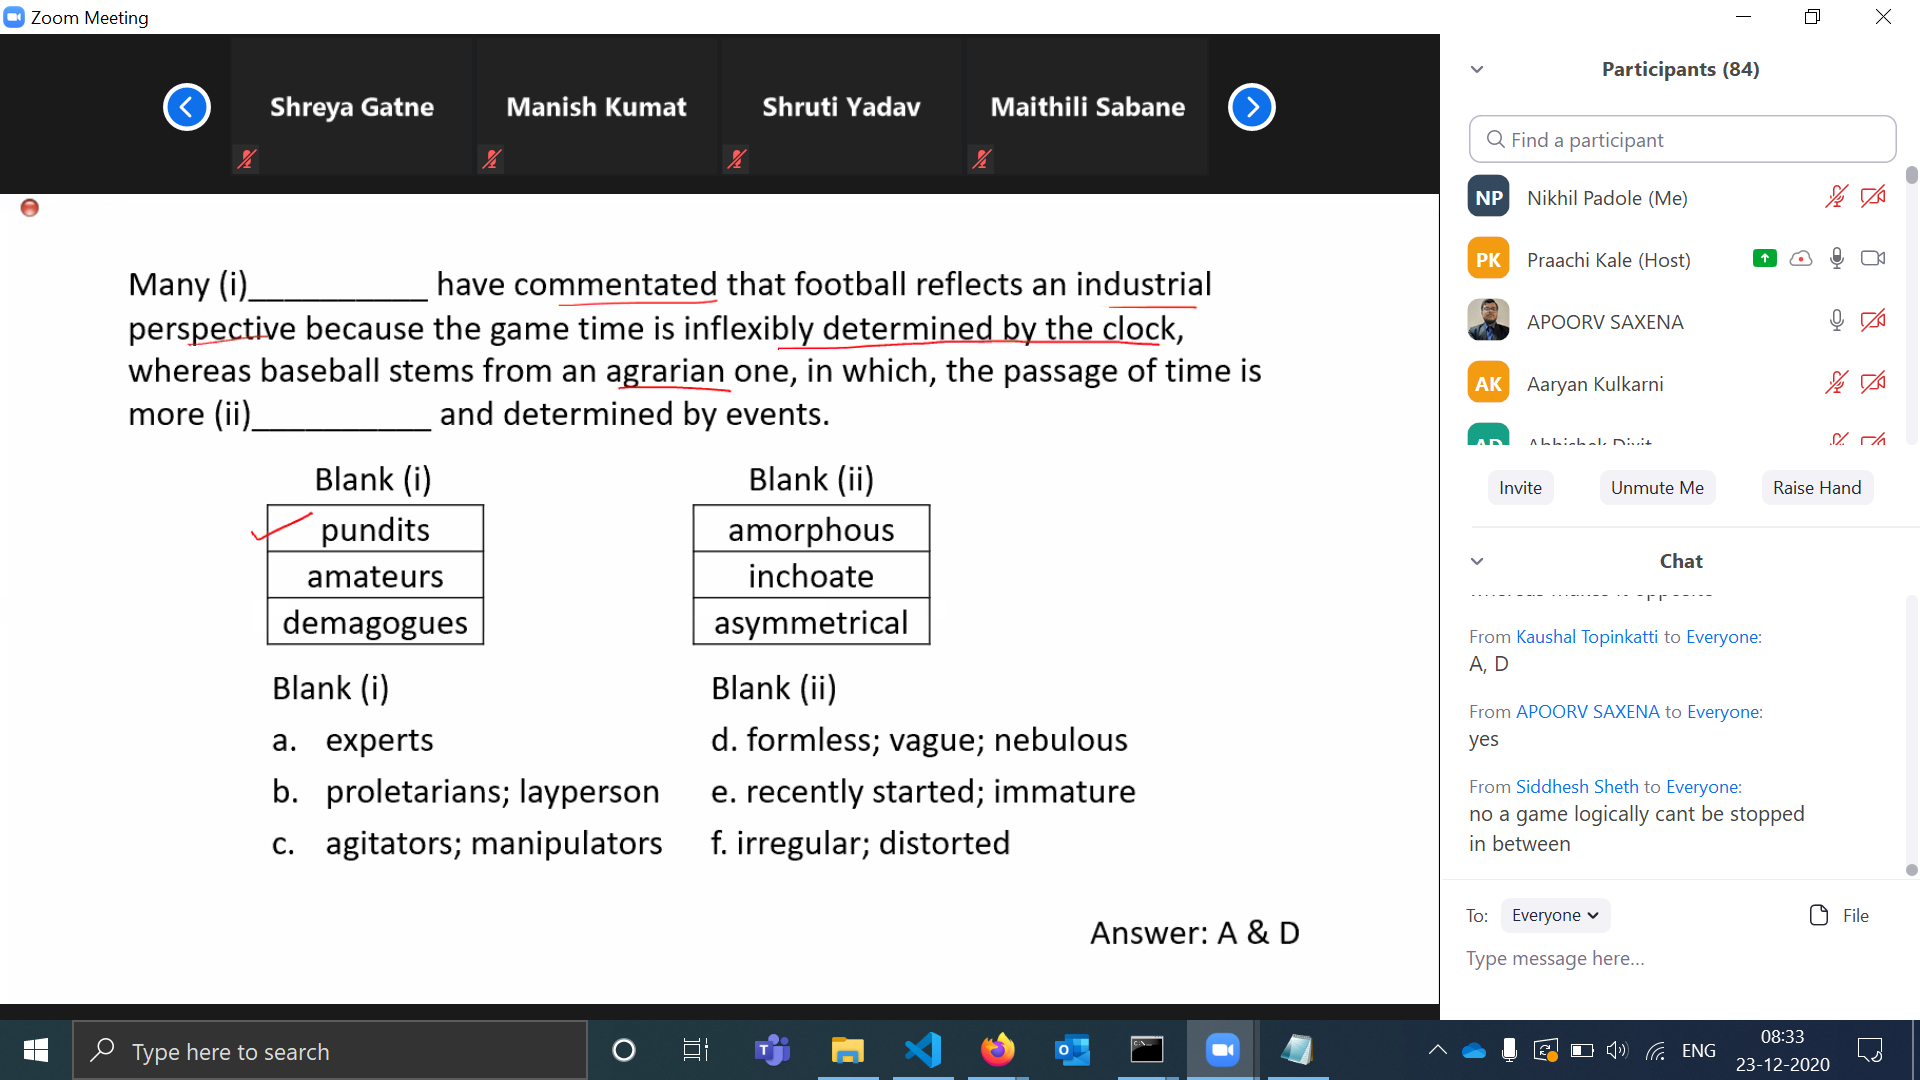 Zoom Meeting
Shreya Gatne
Manish Kumat
Shruti Yadav
Maithili Sabane
Many (i)__________ have commentated that football reflects an industrial
perspective because the game time is inflexibly determined by the clock,
whereas baseball stems from an agrarian one, in which, the passage of time is
more (ii)__________ and determined by events.
Blank (i)
pundits
amateurs
demagogues
Blank (ii)
amorphous
inchoate
asymmetrical
Blank (i)
a. experts
b. proletarians; layperson
c. agitators; manipulators
Blank (ii)
d. formless; vague; nebulous
e. recently started; immature
f. irregular; distorted
Answer: A & D
Participants (84)
Find a participant
NP Nikhil Padole (Me)
PK Praachi Kale (Host)
APOORV SAXENA
AK Aaryan Kulkarni
AD Abhishek Dixit
Invite
Unmute Me
Raise Hand
Chat
whereas makes it opposite
From Kaushal Topinkatti to Everyone:
A, D
From APOORV SAXENA to Everyone:
yes
From Siddhesh Sheth to Everyone:
no a game logically cant be stopped
in between
To: Everyone
File
Type message here...
Type here to search
ENG
08:33
23-12-2020